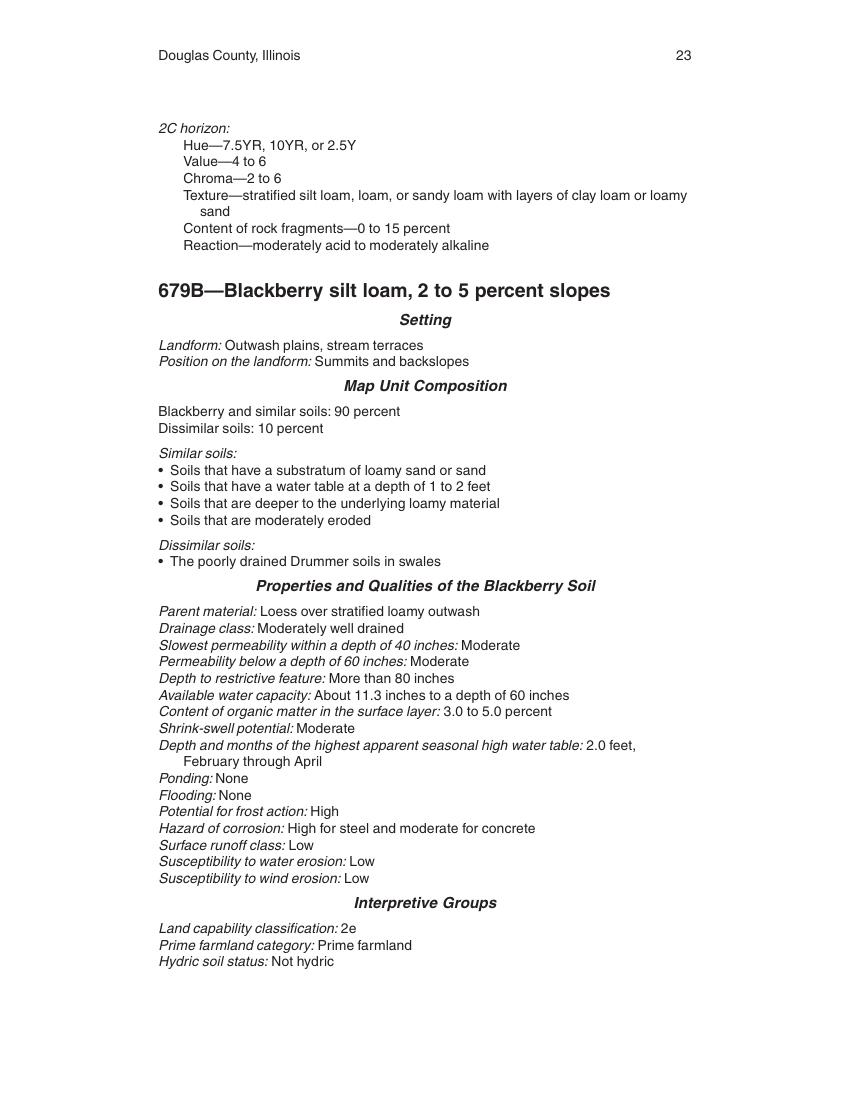 Douglas County, Illinois 23
2C horizon:
Hue—7.5YR, 10YR, or 2.5Y
Value—4 to 6
Chroma—2 to 6
Texture—stratified silt loam, loam, or sandy loam with layers of clay loam or loamy
sand
Content of rock fragments—0 to 15 percent
Reaction—moderately acid to moderately alkaline
679B—Blackberry silt loam, 2 to 5 percent slopes
Setting
Landform: Outwash plains, stream terraces
Position on the landform: Summits and backslopes
Map Unit Composition
Blackberry and similar soils: 90 percent
Dissimilar soils: 10 percent
Similar soils:
• Soils that have a substratum of loamy sand or sand
• Soils that have a water table at a depth of 1 to 2 feet
• Soils that are deeper to the underlying loamy material
• Soils that are moderately eroded
Dissimilar soils:
• The poorly drained Drummer soils in swales
Properties and Qualities of the Blackberry Soil
Parent material: Loess over stratified loamy outwash
Drainage class: Moderately well drained
Slowest permeability within a depth of 40 inches: Moderate
Permeability below a depth of 60 inches: Moderate
Depth to restrictive feature: More than 80 inches
Available water capacity: About 11.3 inches to a depth of 60 inches
Content of organic matter in the surface layer: 3.0 to 5.0 percent
Shrink-swell potential: Moderate
Depth and months of the highest apparent seasonal high water table: 2.0 feet,
February through April
Ponding: None
Flooding: None
Potential for frost action: High
Hazard of corrosion: High for steel and moderate for concrete
Surface runoff class: Low
Susceptibility to water erosion: Low
Susceptibility to wind erosion: Low
Interpretive Groups
Land capability classification: 2e
Prime farmland category: Prime farmland
Hydric soil status: Not hydric